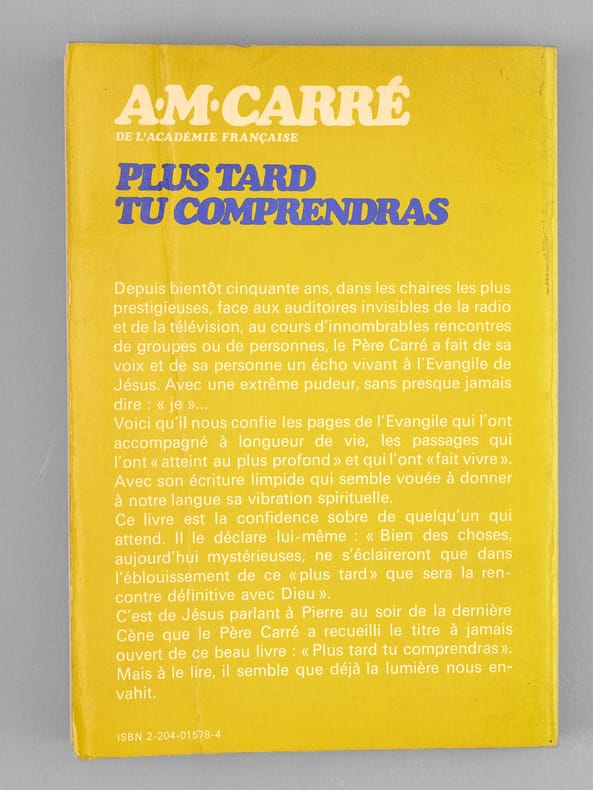 A·M·CARRÉ
DE L'ACADÉMIE FRANÇAISE
PLUS TARD
TU COMPRENDRAS
Depuis bientôt cinquante ans, dans les chaires les plus
prestigieuses, face aux auditoires invisibles de la radio
et de la télévision, au cours d'innombrables rencontres
de groupes ou de personnes, le Père Carré a fait de sa
voix et de sa personne un écho vivant à l'Evangile de
Jésus. Avec une extrême pudeur, sans presque jamais
dire : « je »...
Voici qu'il nous confie les pages de l'Evangile qui l'ont
accompagné à longueur de vie, les passages qui
l'ont « atteint au plus profond » et qui l'ont « fait vivre ».
Avec son écriture limpide qui semble vouée à donner
à notre langue sa vibration spirituelle.
Ce livre est la confidence sobre de quelqu'un qui
attend. Il le déclare lui-même : « Bien des choses,
aujourd'hui mystérieuses, ne s'éclaireront que dans
l'éblouissement de ce « plus tard » que sera la ren-
contre définitive avec Dieu ».
C'est de Jésus parlant à Pierre au soir de la dernière
Cène que le Père Carré a recueilli le titre à jamais
ouvert de ce beau livre : « Plus tard tu comprendras ».
Mais à le lire, il semble que déjà la lumière nous en-
vahit.
ISBN 2-204-01578-4